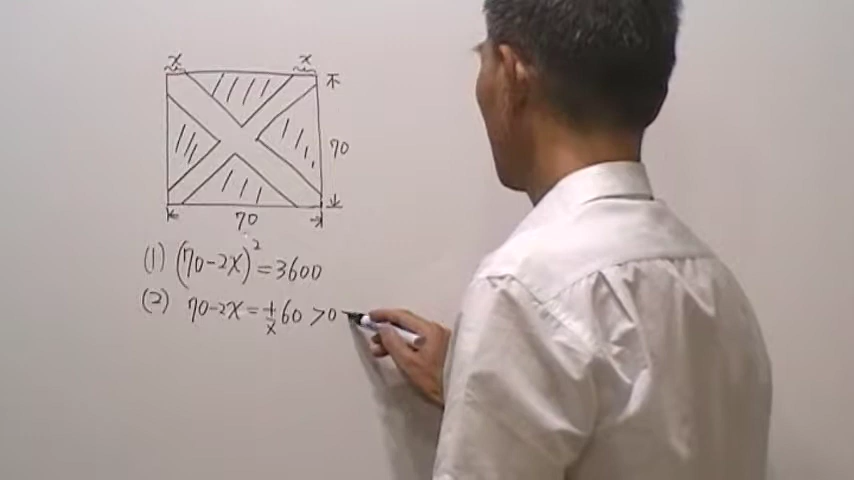 x x
70
70
(1) (70-2x)² = 3600
(2) 70-2x = ±60 > 0